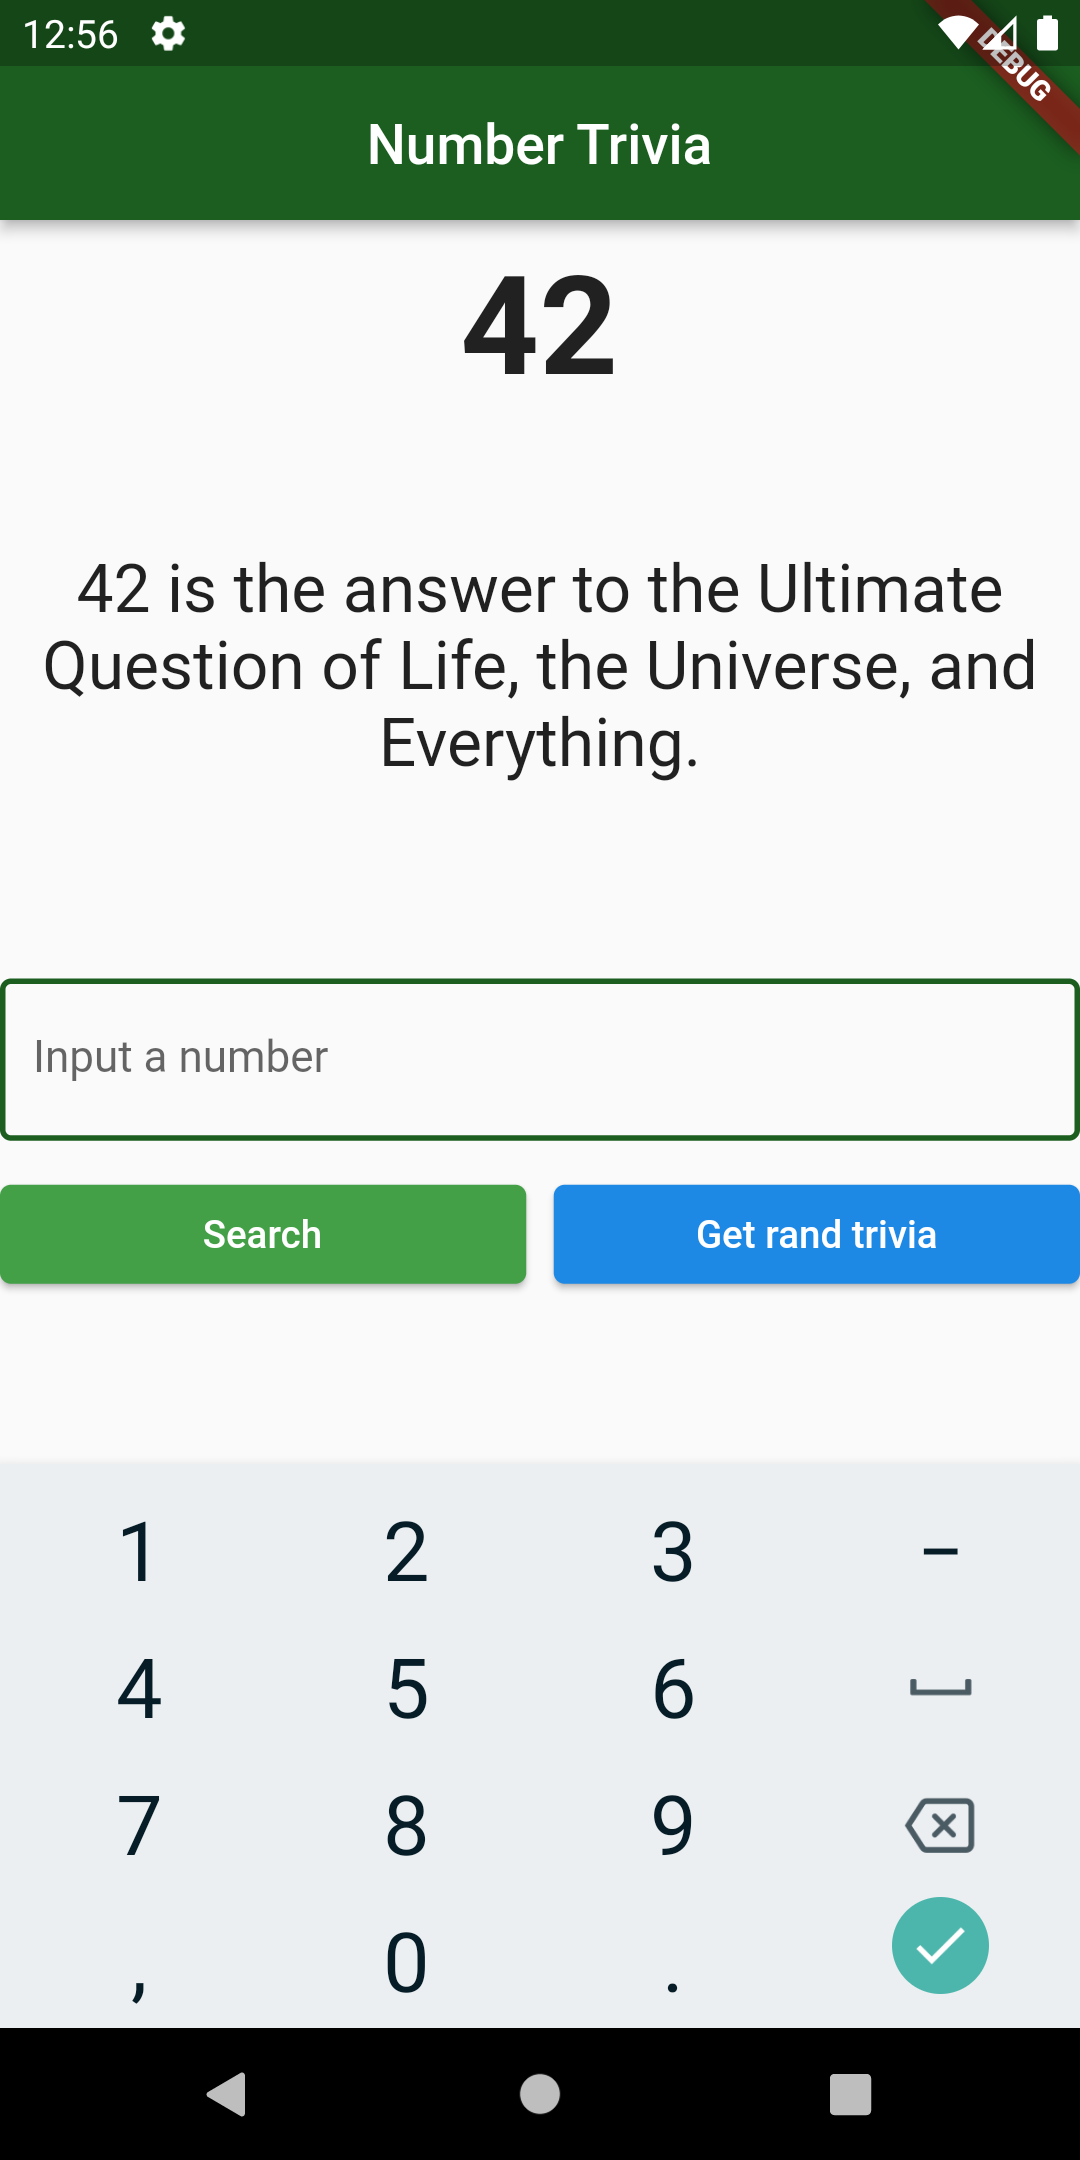 12:56
DEBUG
Number Trivia
42
42 is the answer to the Ultimate
Question of Life, the Universe, and
Everything.
Input a number
Search Get rand trivia
1 2 3 –
4 5 6
7 8 9
, 0 .